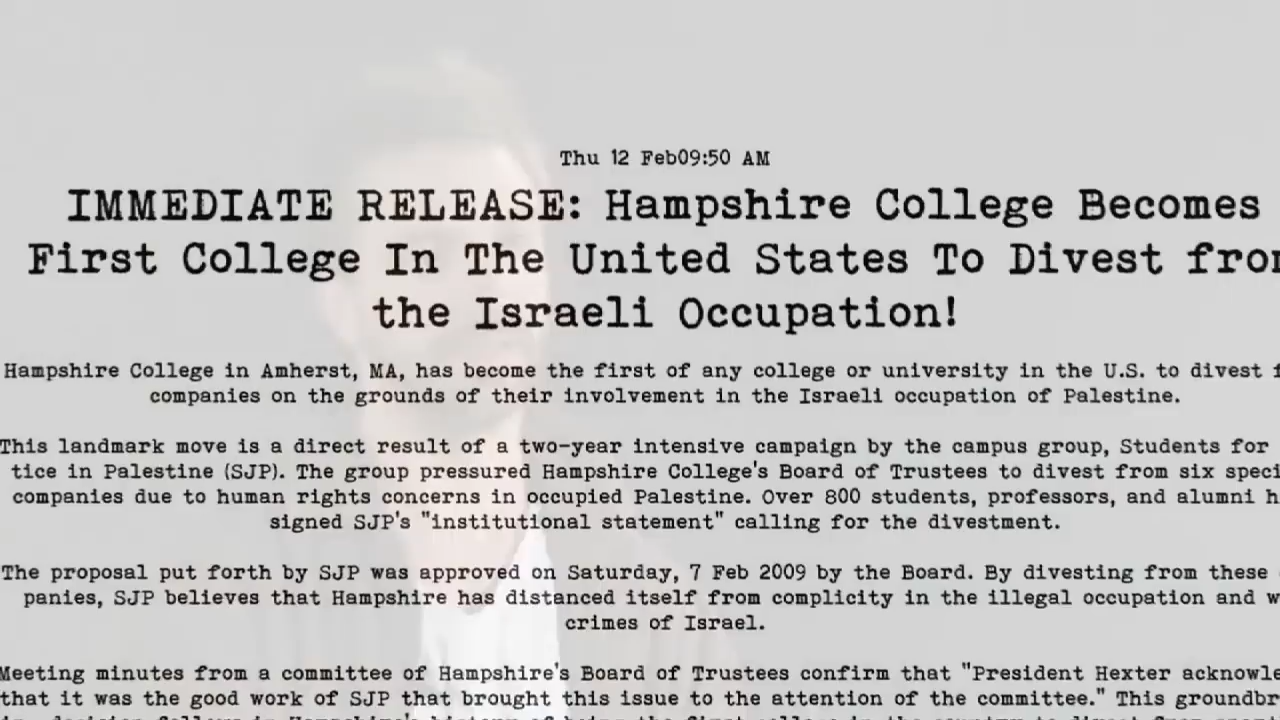 Thu 12 Feb09:50 AM
IMMEDIATE RELEASE: Hampshire College Becomes
First College In The United States To Divest
the Israeli Occupation!
Hampshire College in Amherst, MA, has become the first of any college or university in the U.S. to divest
companies on the grounds of their involvement in the Israeli occupation of Palestine.
This landmark move is a direct result of a two-year intensive campaign by the campus group, Students for
tice in Palestine (SJP). The group pressured Hampshire College's Board of Trustees to divest from six speci
companies due to human rights concerns in occupied Palestine. Over 800 students, professors, and alumni h
signed SJP's "institutional statement" calling for the divestment.
The proposal put forth by SJP was approved on Saturday, 7 Feb 2009 by the Board. By divesting from these
panies, SJP believes that Hampshire has distanced itself from complicity in the illegal occupation and w
crimes of Israel.
Meeting minutes from a committee of Hampshire's Board of Trustees confirm that "President Hexter acknowle
that it was the good work of SJP that brought this issue to the attention of the committee." This groundbr